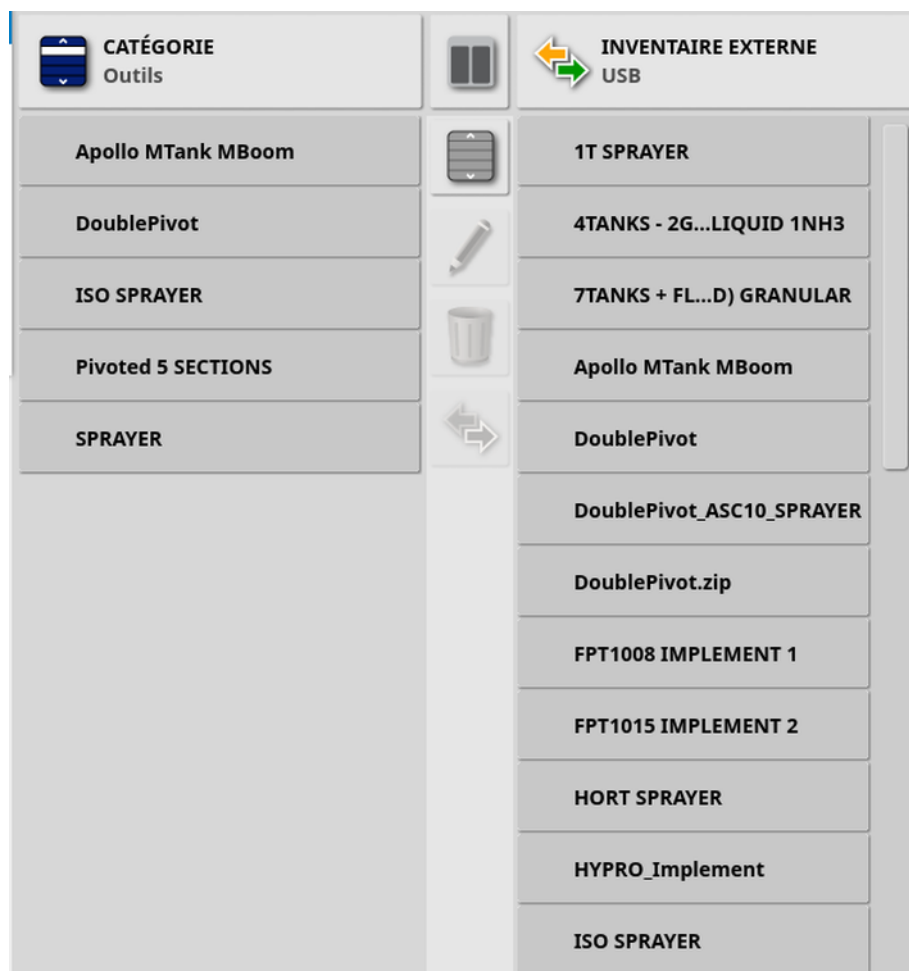 CATÉGORIE
Outils
Apollo MTank MBoom
DoublePivot
ISO SPRAYER
Pivoted 5 SECTIONS
SPRAYER
INVENTAIRE EXTERNE
USB
1T SPRAYER
4TANKS - 2G...LIQUID 1NH3
7TANKS + FL...D) GRANULAR
Apollo MTank MBoom
DoublePivot
DoublePivot_ASC10_SPRAYER
DoublePivot.zip
FPT1008 IMPLEMENT 1
FPT1015 IMPLEMENT 2
HORT SPRAYER
HYPRO_Implement
ISO SPRAYER